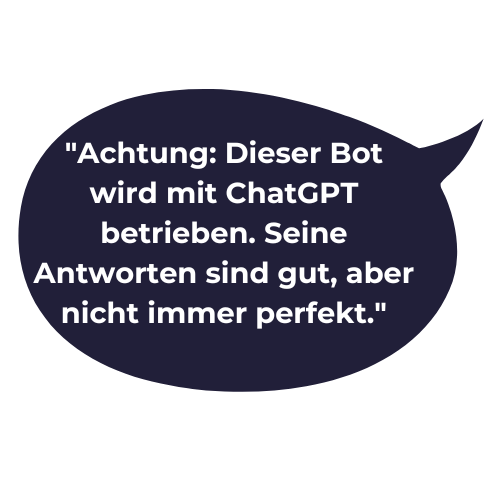 "Achtung: Dieser Bot
wird mit ChatGPT
betrieben. Seine
Antworten sind gut, aber
nicht immer perfekt."